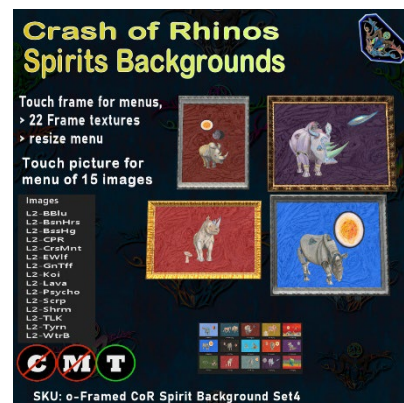 Crash of Rhinos
Spirits Backgrounds
Touch frame for menus,
> 22 Frame textures
> resize menu
Touch picture for
menu of 15 images
Images
L2-BBlu
L2-BsnHrs
L2-BssHg
L2-CPR
L2-CrsMnt
L2-EWlf
L2-GnTff
L2-Koi
L2-Lava
L2-Psycho
L2-Scrp
L2-Shrm
L2-TLK
L2-Tyrn
L2-WtrB
C M T
SKU: o-Framed CoR Spirit Background Set4